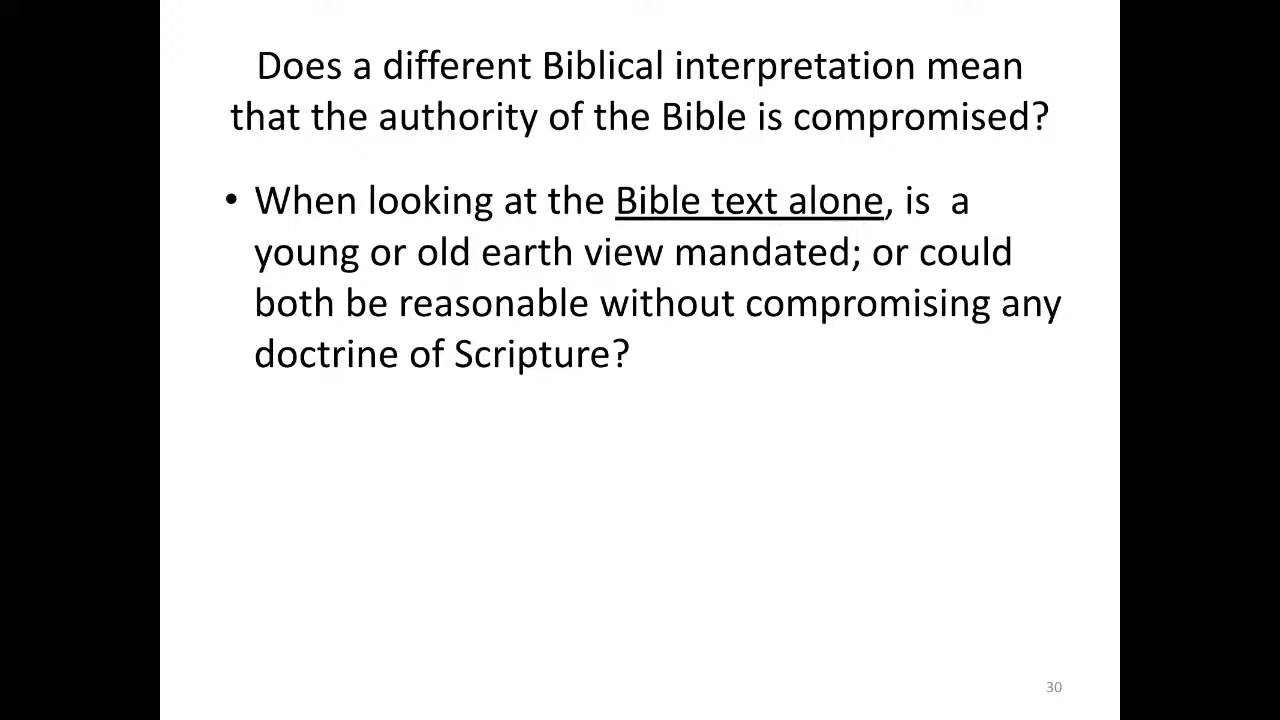 Does a different Biblical interpretation mean
that the authority of the Bible is compromised?
• When looking at the Bible text alone, is  a
young or old earth view mandated; or could
both be reasonable without compromising any
doctrine of Scripture?
30